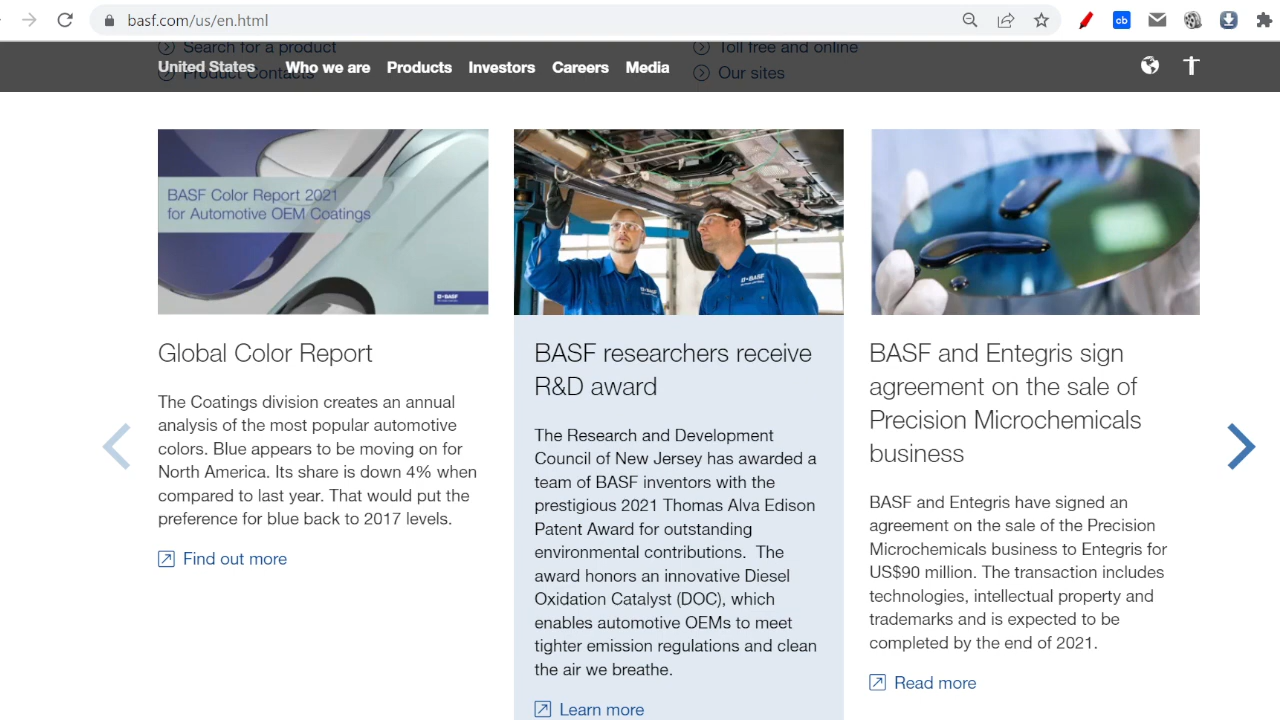 basf.com/us/en.html
cb
Search for a product
Toll free and online
Product Contacts
Our sites
United States
Who we are
Products
Investors
Careers
Media
BASF Color Report 2021
for Automotive OEM Coatings
BASF
BASF
BASF
Global Color Report
The Coatings division creates an annual
analysis of the most popular automotive
colors. Blue appears to be moving on for
North America. Its share is down 4% when
compared to last year. That would put the
preference for blue back to 2017 levels.
Find out more
BASF researchers receive
R&D award
The Research and Development
Council of New Jersey has awarded a
team of BASF inventors with the
prestigious 2021 Thomas Alva Edison
Patent Award for outstanding
environmental contributions.  The
award honors an innovative Diesel
Oxidation Catalyst (DOC), which
enables automotive OEMs to meet
tighter emission regulations and clean
the air we breathe.
Learn more
BASF and Entegris sign
agreement on the sale of
Precision Microchemicals
business
BASF and Entegris have signed an
agreement on the sale of the Precision
Microchemicals business to Entegris for
US$90 million. The transaction includes
technologies, intellectual property and
trademarks and is expected to be
completed by the end of 2021.
Read more